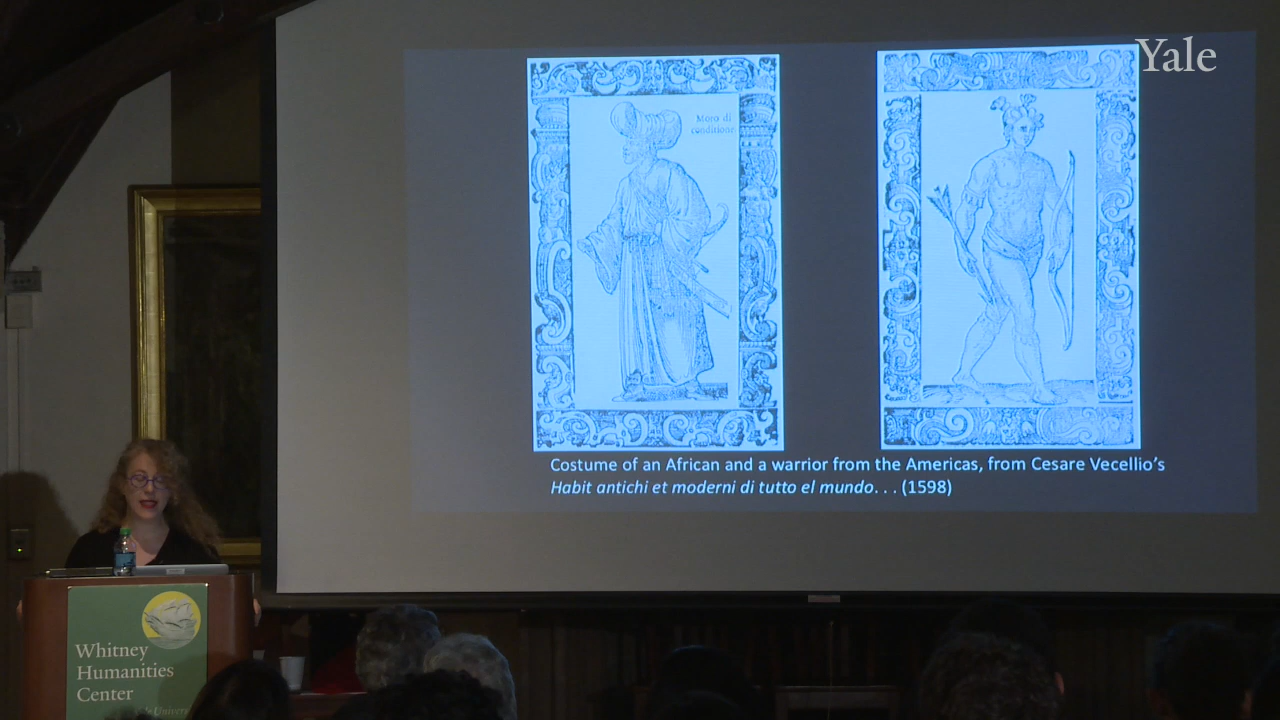 Yale
Moro di
conditione
Costume of an African and a warrior from the Americas, from Cesare Vecellio's
Habit antichi et moderni di tutto el mundo. . . (1598)
Whitney
Humanities
Center